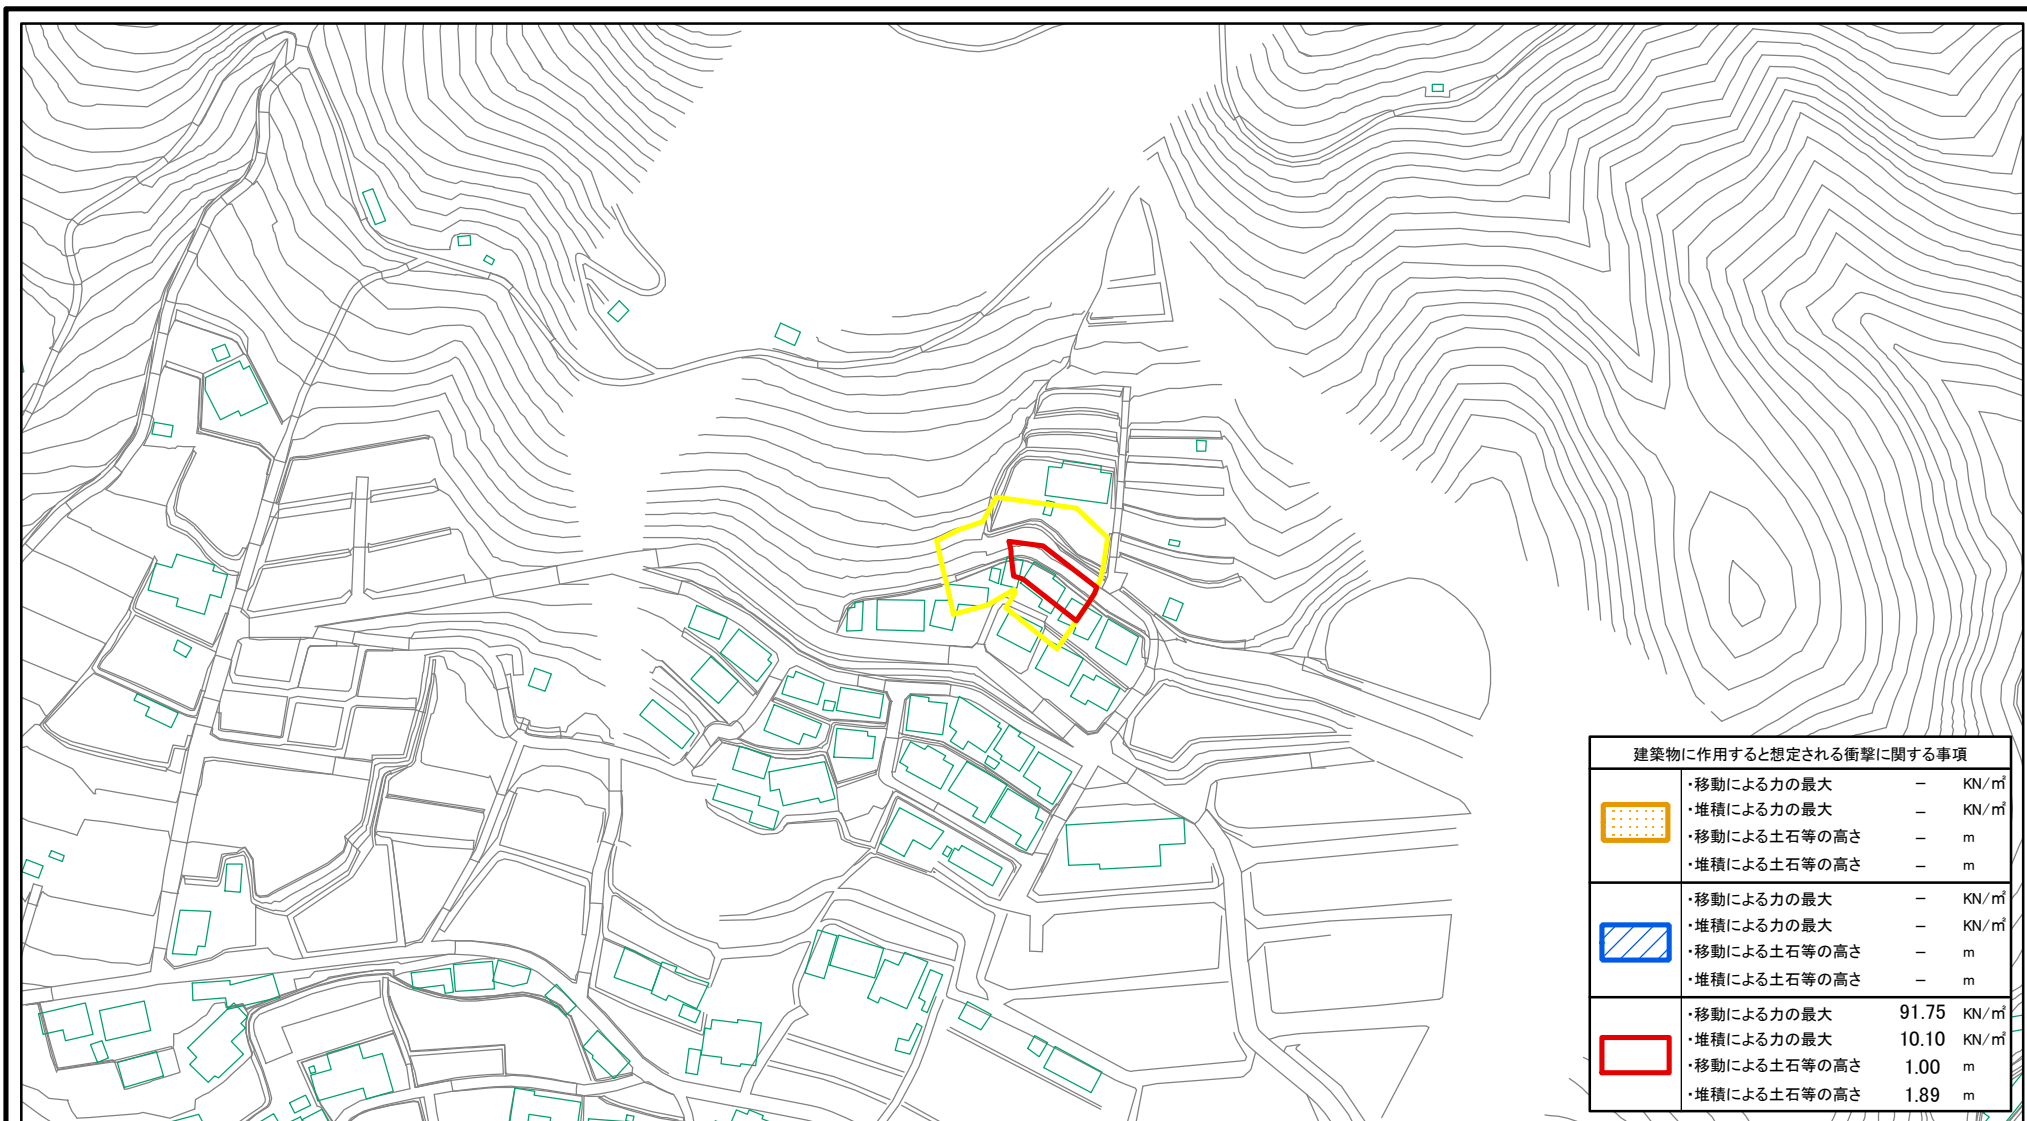 建築物に作用すると想定される衝撃に関する事項
・移動による力の最大 － KN/㎡
・堆積による力の最大 － KN/㎡
・移動による土石等の高さ － m
・堆積による土石等の高さ － m
・移動による力の最大 － KN/㎡
・堆積による力の最大 － KN/㎡
・移動による土石等の高さ － m
・堆積による土石等の高さ － m
・移動による力の最大 91.75 KN/㎡
・堆積による力の最大 10.10 KN/㎡
・移動による土石等の高さ 1.00 m
・堆積による土石等の高さ 1.89 m